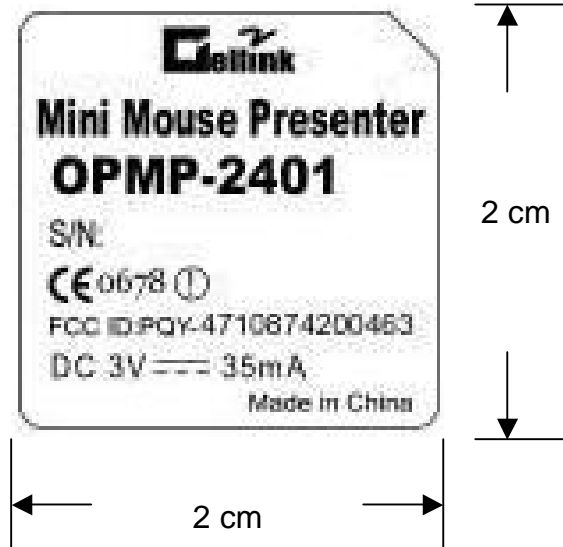 Cellink
Mini Mouse Presenter
OPMP-2401
S/N:
CE 0678
FCC ID:PQY-4710874200463
DC 3V 35mA
Made in China
2 cm
2 cm